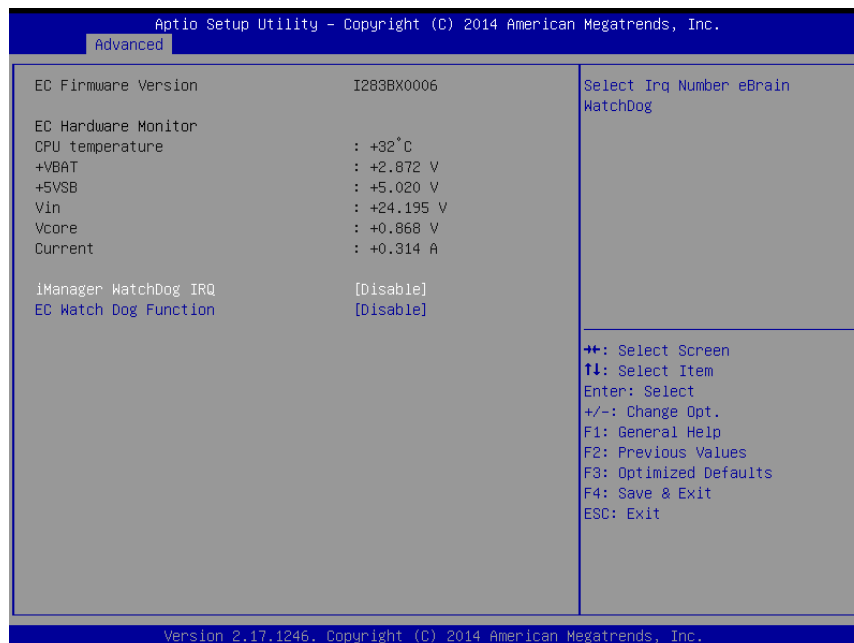 Aptio Setup Utility – Copyright (C) 2014 American Megatrends, Inc.
Advanced
EC Firmware Version I283BX0006
EC Hardware Monitor
CPU temperature : +32°C
+VBAT : +2.872 V
+5VSB : +5.020 V
Vin : +24.195 V
Vcore : +0.868 V
Current : +0.314 A
iManager WatchDog IRQ [Disable]
EC Watch Dog Function [Disable]
Select Irq Number eBrain
WatchDog
→←: Select Screen
↑↓: Select Item
Enter: Select
+/-: Change Opt.
F1: General Help
F2: Previous Values
F3: Optimized Defaults
F4: Save & Exit
ESC: Exit
Version 2.17.1246. Copyright (C) 2014 American Megatrends, Inc.